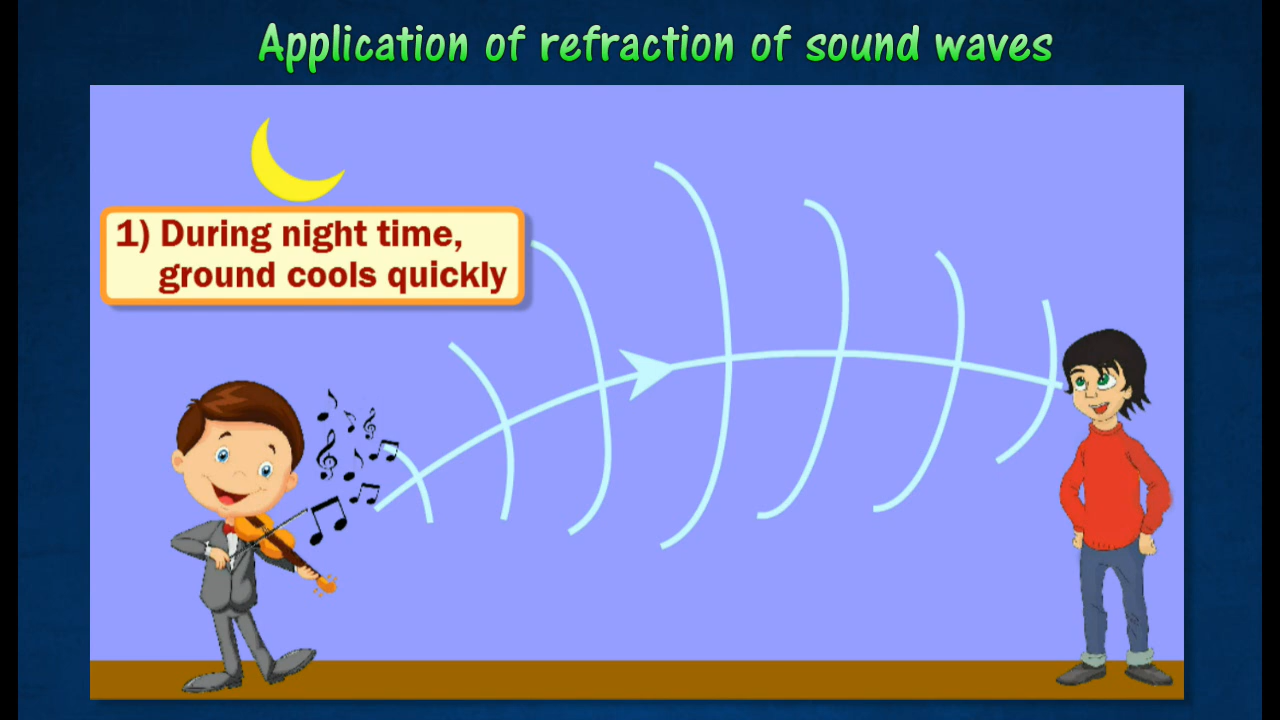 Application of refraction of sound waves
1) During night time,
ground cools quickly